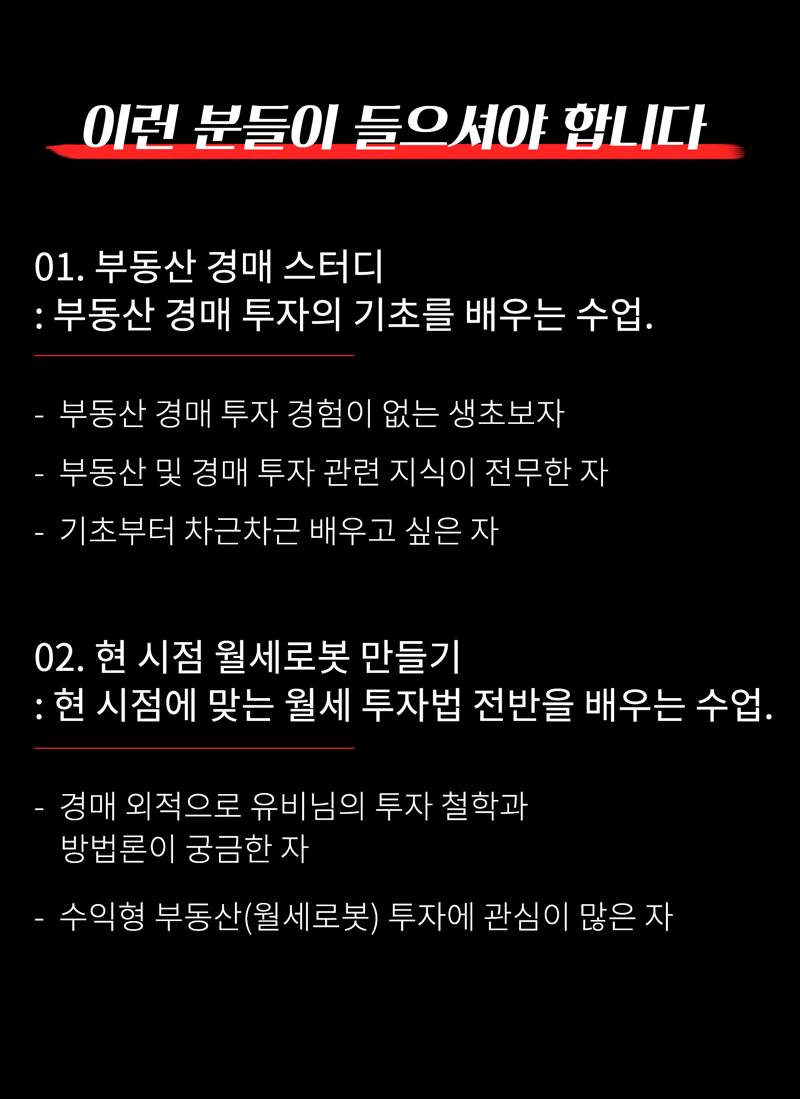 이런 분들이 들으셔야 합니다
01. 부동산 경매 스터디
: 부동산 경매 투자의 기초를 배우는 수업.
- 부동산 경매 투자 경험이 없는 생초보자
- 부동산 및 경매 투자 관련 지식이 전무한 자
- 기초부터 차근차근 배우고 싶은 자
02. 현 시점 월세로봇 만들기
: 현 시점에 맞는 월세 투자법 전반을 배우는 수업.
- 경매 외적으로 유비님의 투자 철학과
방법론이 궁금한 자
- 수익형 부동산(월세로봇) 투자에 관심이 많은 자